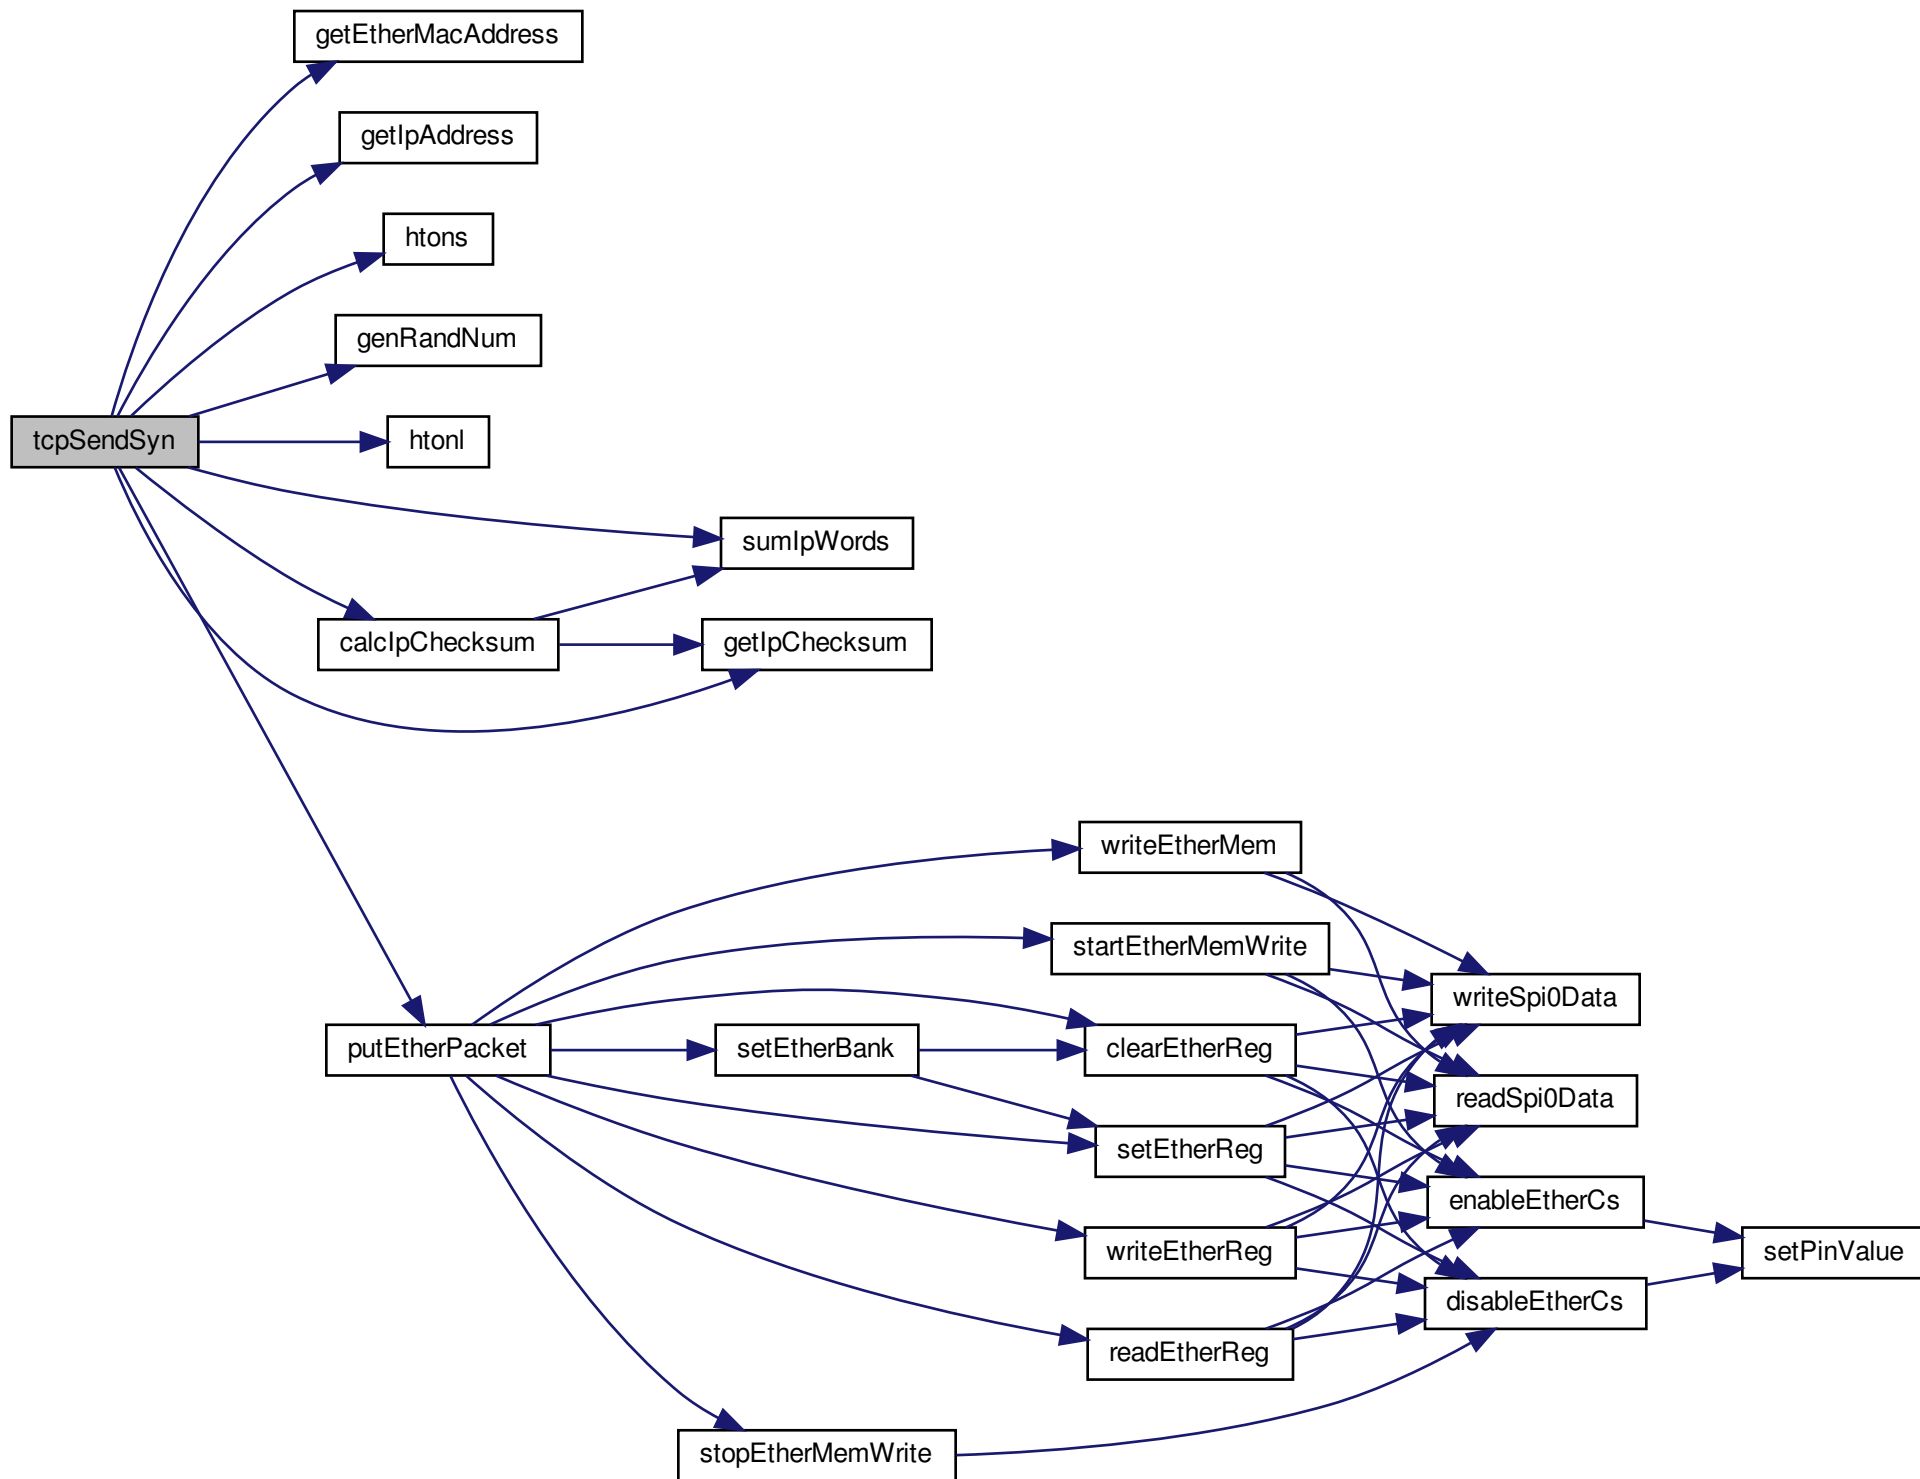 getEtherMacAddress
getIpAddress
htons
genRandNum
tcpSendSyn
htonl
sumIpWords
calcIpChecksum
getIpChecksum
writeEtherMem
startEtherMemWrite
writeSpi0Data
putEtherPacket
setEtherBank
clearEtherReg
readSpi0Data
setEtherReg
enableEtherCs
writeEtherReg
setPinValue
disableEtherCs
readEtherReg
stopEtherMemWrite